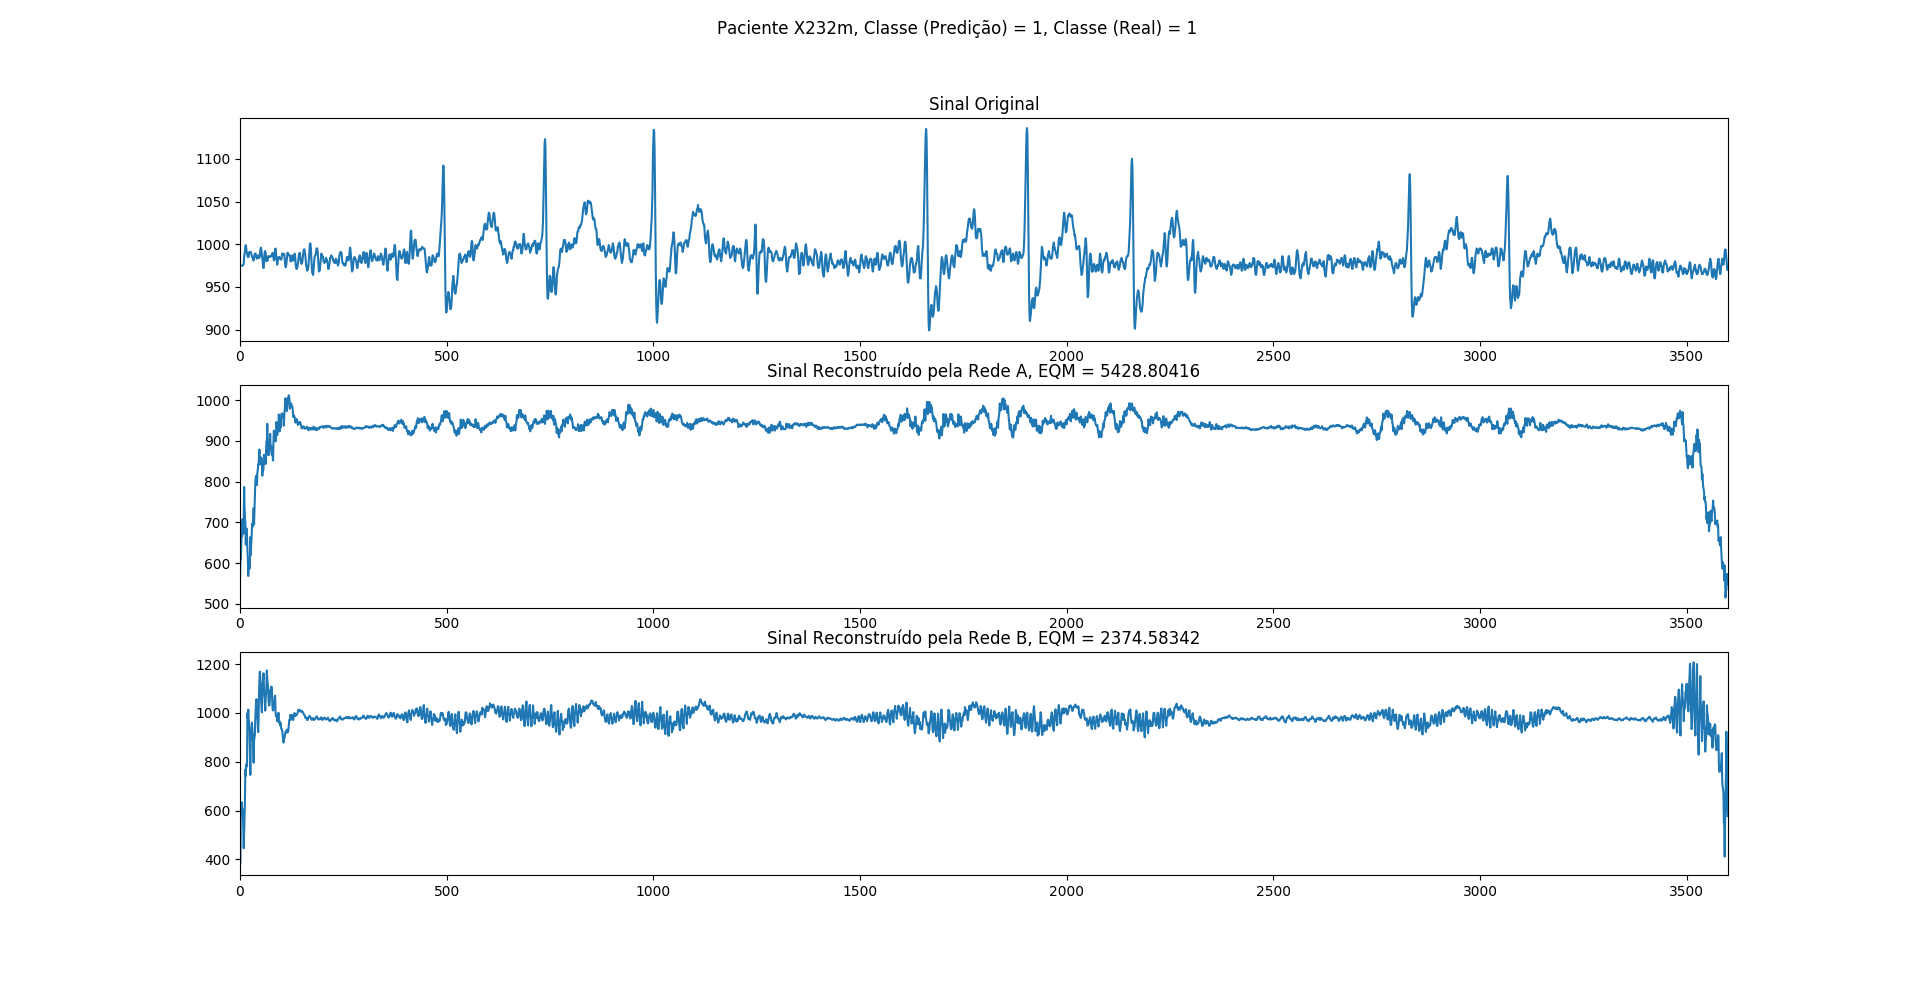 Paciente X232m, Classe (Predição) = 1, Classe (Real) = 1
Sinal Original
1100
1050
1000
950
900
0 500 1000 1500 2000 2500 3000 3500
Sinal Reconstruído pela Rede A, EQM = 5428.80416
1000
900
800
700
600
500
0 500 1000 1500 2000 2500 3000 3500
Sinal Reconstruído pela Rede B, EQM = 2374.58342
1200
1000
800
600
400
0 500 1000 1500 2000 2500 3000 3500